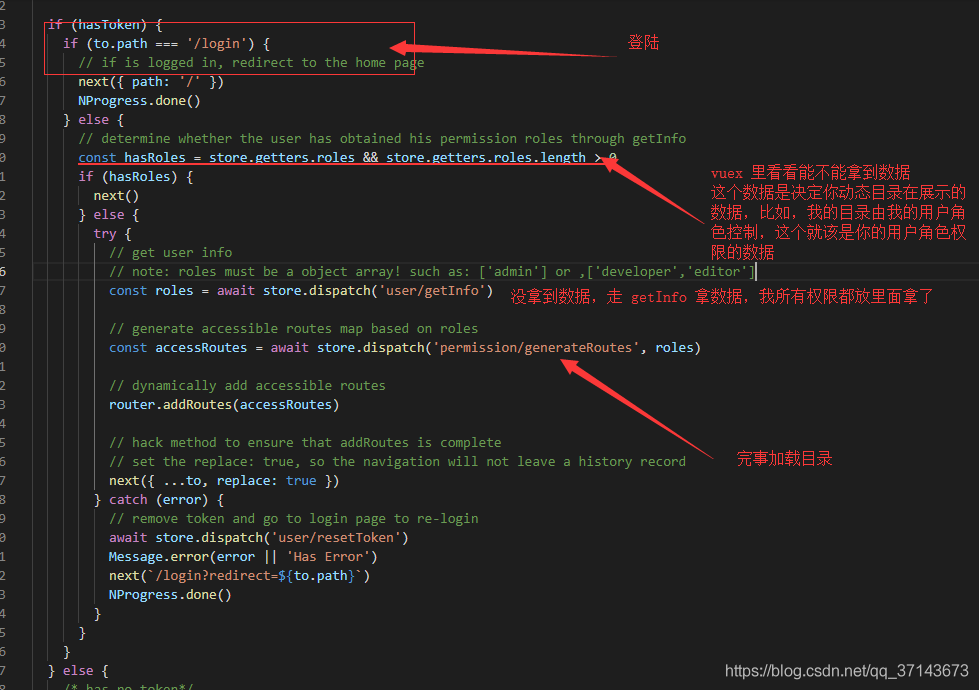 2
3 if (hasToken) {
4 if (to.path === '/login') {
登陆
5 // if is logged in, redirect to the home page
6 next({ path: '/' })
7 NProgress.done()
8 } else {
9 // determine whether the user has obtained his permission roles through getInfo
0 const hasRoles = store.getters.roles && store.getters.roles.length > 0
1 if (hasRoles) {
2 next()
3 } else {
4 try {
vuex 里看看能不能拿到数据
这个数据是决定你动态目录在展示的
数据，比如，我的目录由我的用户角
色控制，这个就该是你的用户角色权
限的数据
5 // get user info
6 // note: roles must be a object array! such as: ['admin'] or ,['developer','editor']
7 const roles = await store.dispatch('user/getInfo')
没拿到数据，走 getInfo 拿数据，我所有权限都放里面拿了
8
9 // generate accessible routes map based on roles
0 const accessRoutes = await store.dispatch('permission/generateRoutes', roles)
1
2 // dynamically add accessible routes
3 router.addRoutes(accessRoutes)
4
5 // hack method to ensure that addRoutes is complete
6 // set the replace: true, so the navigation will not leave a history record
完事加载目录
7 next({ ...to, replace: true })
8 } catch (error) {
9 // remove token and go to login page to re-login
0 await store.dispatch('user/resetToken')
1 Message.error(error || 'Has Error')
2 next(`/login?redirect=${to.path}`)
3 NProgress.done()
4 }
5 }
6 }
7 } else {
8 /* has no token*/
https://blog.csdn.net/qq_37143673